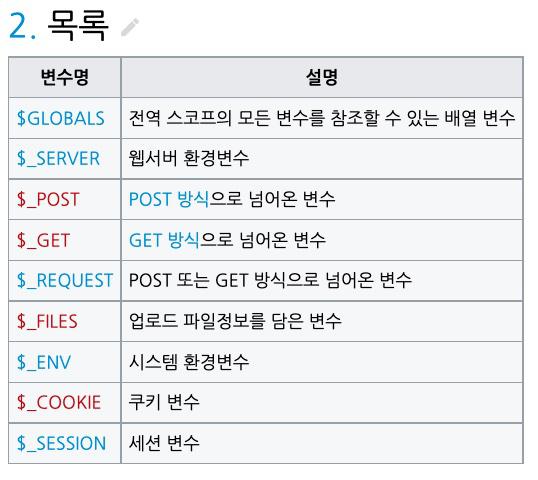 2. 목록
변수명 설명
$GLOBALS 전역 스코프의 모든 변수를 참조할 수 있는 배열 변수
$_SERVER 웹서버 환경변수
$_POST POST 방식으로 넘어온 변수
$_GET GET 방식으로 넘어온 변수
$_REQUEST POST 또는 GET 방식으로 넘어온 변수
$_FILES 업로드 파일정보를 담은 변수
$_ENV 시스템 환경변수
$_COOKIE 쿠키 변수
$_SESSION 세션 변수